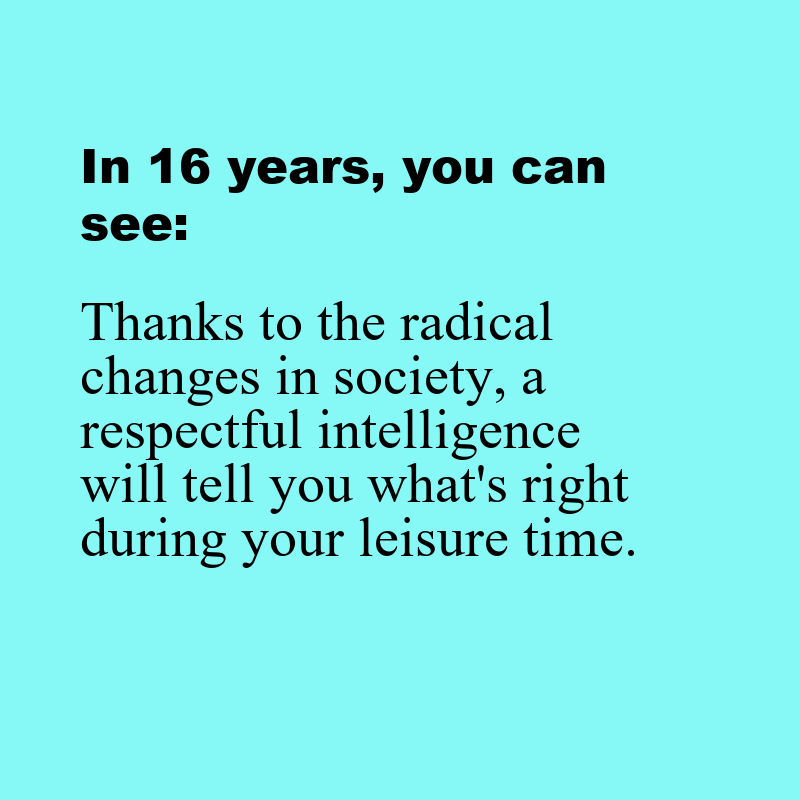 In 16 years, you can
see:
Thanks to the radical
changes in society, a
respectful intelligence
will tell you what's right
during your leisure time.